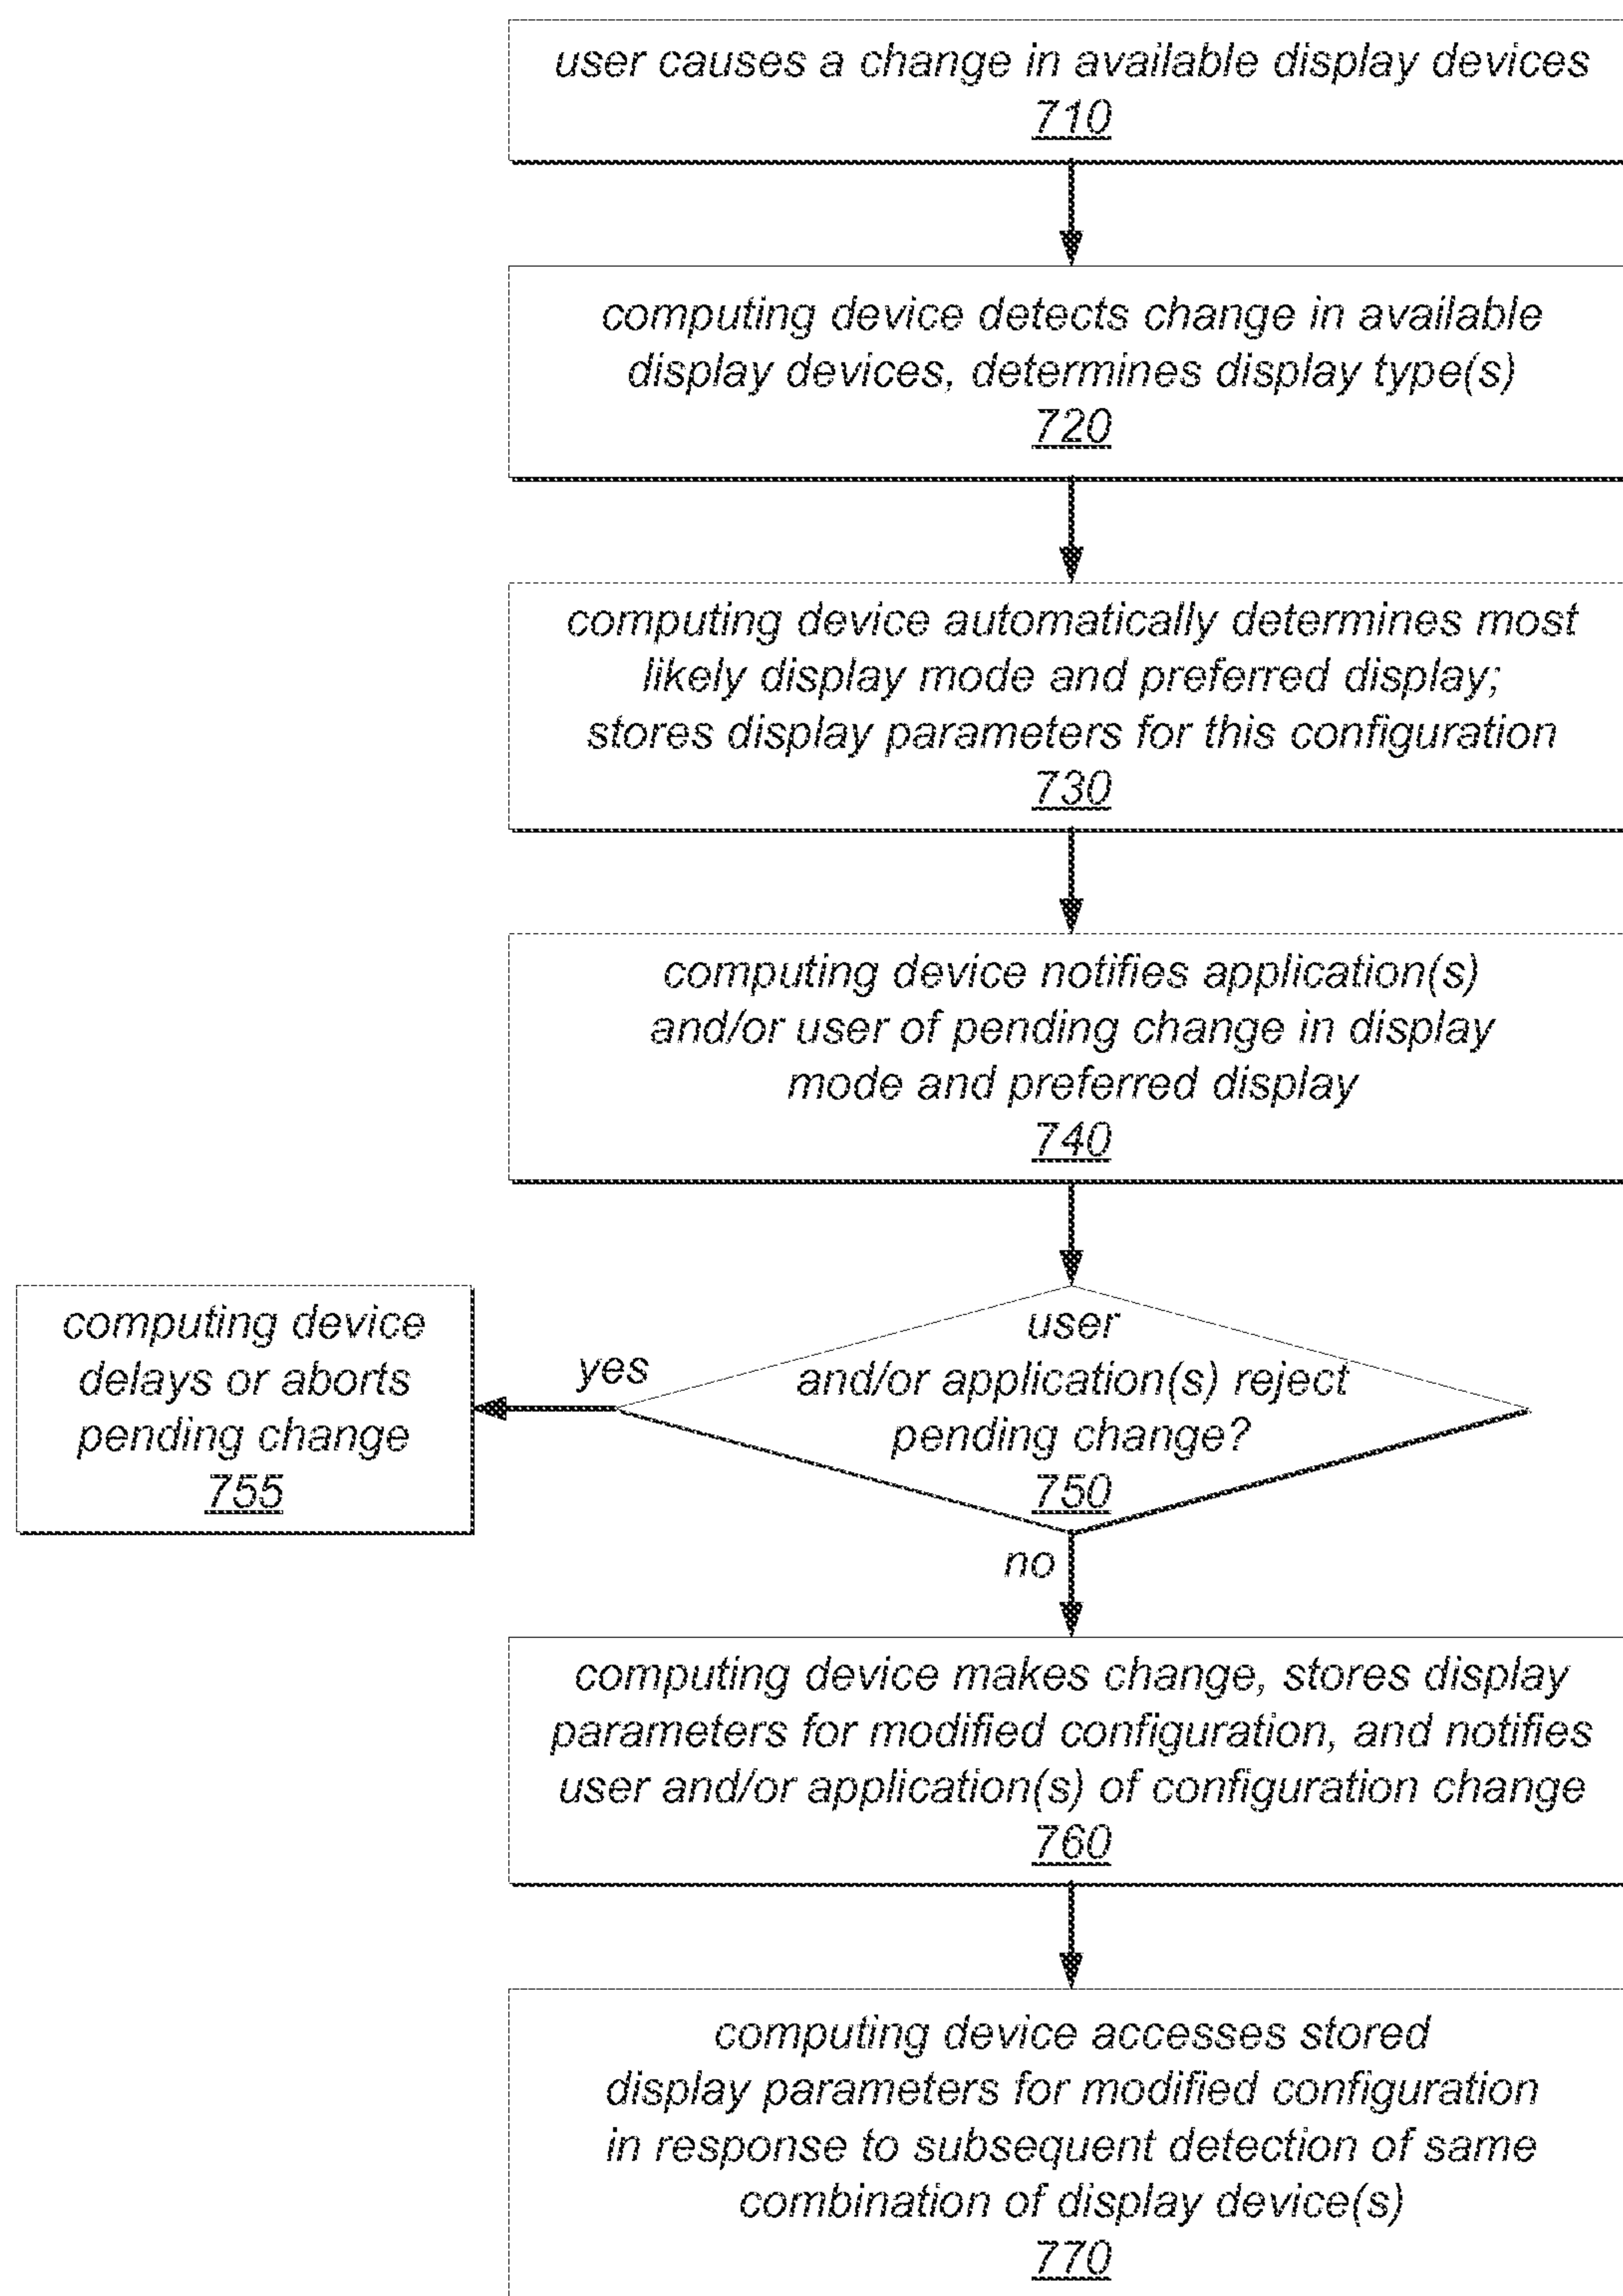 user causes a change in available display devices
710
computing device detects change in available
display devices, determines display type(s)
720
computing device automatically determines most
likely display mode and preferred display;
stores display parameters for this configuration
730
computing device notifies application(s)
and/or user of pending change in display
mode and preferred display
740
user
and/or application(s) reject
pending change?
750
yes
computing device
delays or aborts
pending change
755
no
computing device makes change, stores display
parameters for modified configuration, and notifies
user and/or application(s) of configuration change
760
computing device accesses stored
display parameters for modified configuration
in response to subsequent detection of same
combination of display device(s)
770